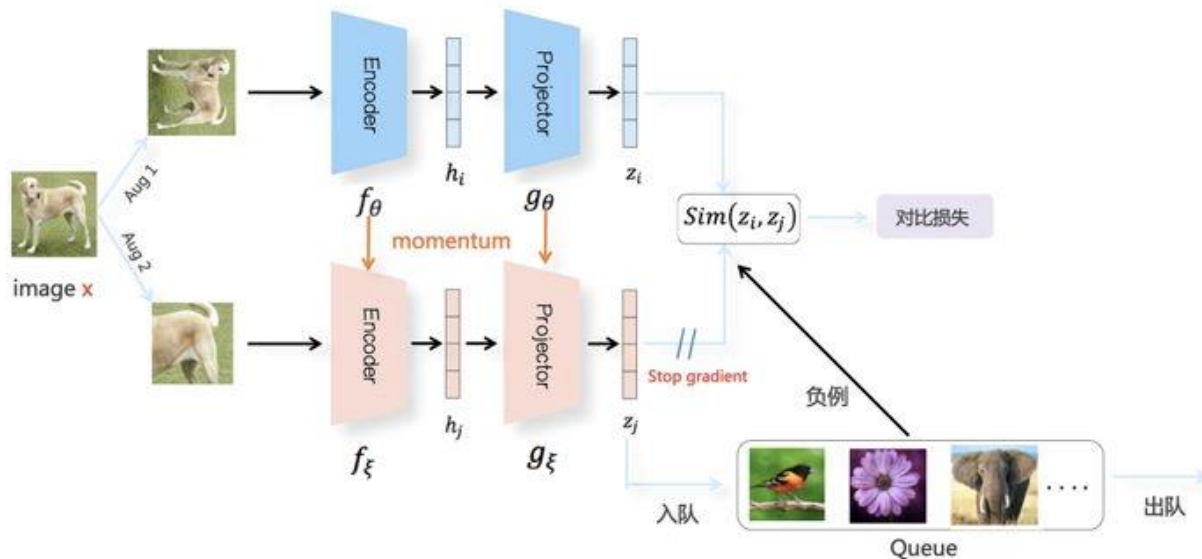 Encoder
Projector
Aug 1
h_i
z_i
f_θ
g_θ
Sim(z_i, z_j)
对比损失
momentum
Aug 2
image x
Encoder
Projector
Stop gradient
负例
h_j
z_j
f_ξ
g_ξ
....
入队
出队
Queue